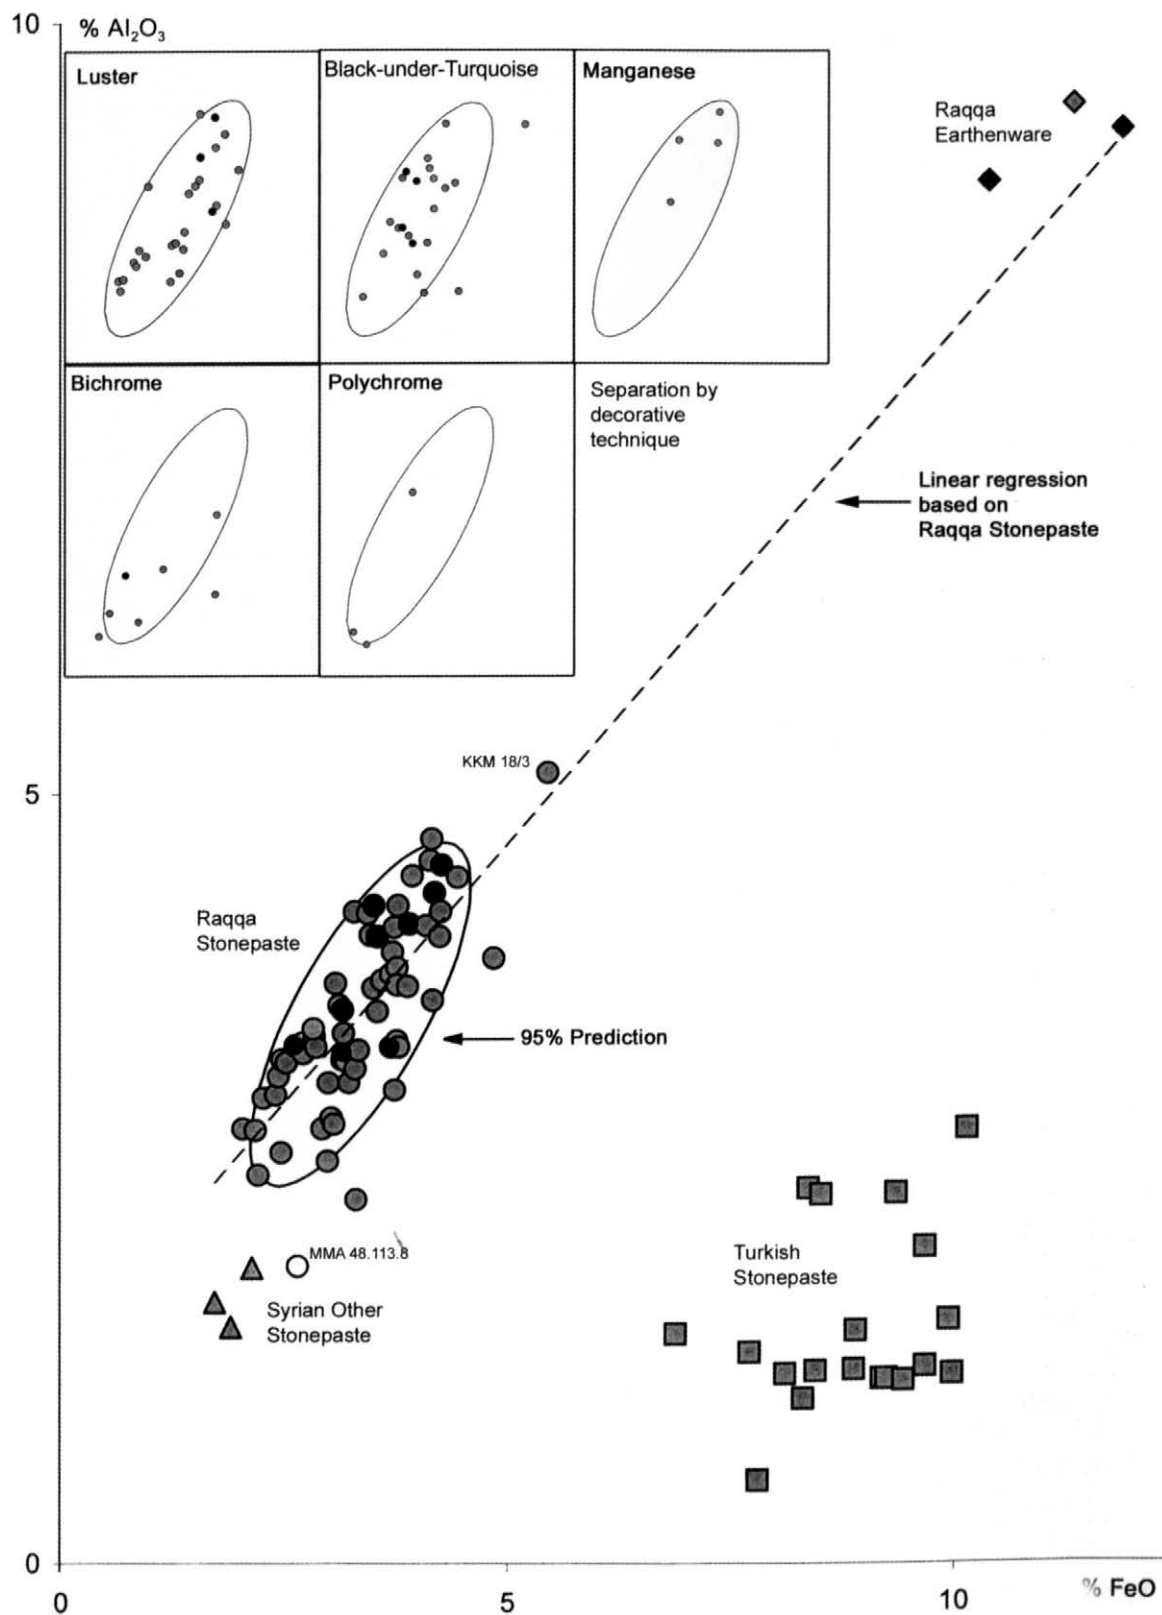 10
% Al₂O₃
Luster
Black-under-Turquoise
Manganese
Raqqa
Earthenware
Bichrome
Polychrome
Separation by
decorative
technique
Linear regression
based on
Raqqa Stonepaste
KKM 18/3
5
Raqqa
Stonepaste
95% Prediction
MMA 48.113.8
Turkish
Stonepaste
Syrian Other
Stonepaste
0
0
5
10
% FeO